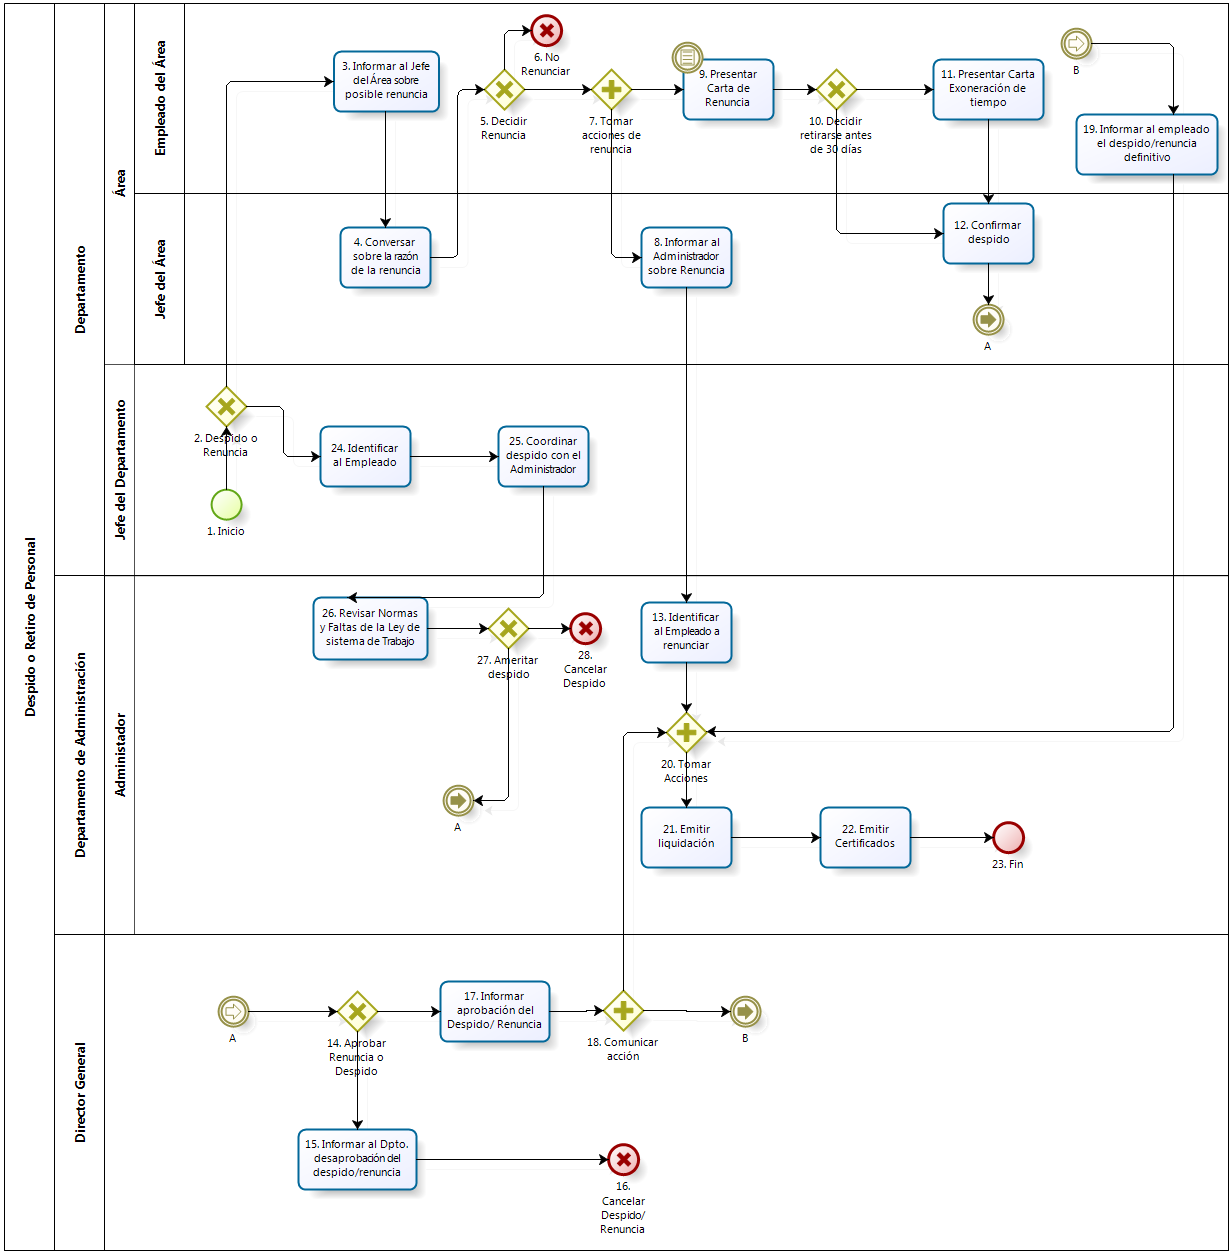 Despido o Retiro de Personal
Departamento
Área
Empleado del Área
3. Informar al Jefe
del Área sobre
posible renuncia
5. Decidir
Renuncia
6. No
Renunciar
7. Tomar
acciones de
renuncia
9. Presentar
Carta de
Renuncia
10. Decidir
retirarse antes
de 30 días
11. Presentar Carta
Exoneración de
tiempo
B
19. Informar al empleado
el despido/renuncia
definitivo
Jefe del Área
4. Conversar
sobre la razón
de la renuncia
8. Informar al
Administrador
sobre Renuncia
12. Confirmar
despido
A
Jefe del Departamento
2. Despido o
Renuncia
1. Inicio
24. Identificar
al Empleado
25. Coordinar
despido con el
Administrador
Departamento de Administración
Administador
26. Revisar Normas
y Faltas de la Ley de
sistema de Trabajo
27. Ameritar
despido
28.
Cancelar
Despido
A
13. Identificar
al Empleado a
renunciar
20. Tomar
Acciones
21. Emitir
liquidación
22. Emitir
Certificados
23. Fin
Director General
A
14. Aprobar
Renuncia o
Despido
17. Informar
aprobación del
Despido/ Renuncia
18. Comunicar
acción
B
15. Informar al Dpto.
desaprobación del
despido/renuncia
16.
Cancelar
Despido/
Renuncia